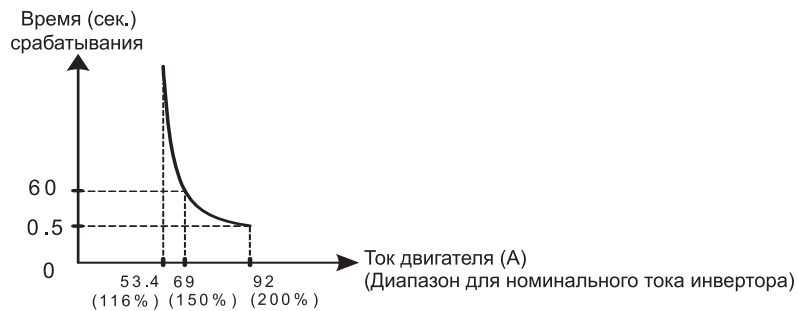 Время (сек.)
срабатывания
60
0.5
0
53.4 69 92
(116%) (150%) (200%)
Ток двигателя (А)
(Диапазон для номинального тока инвертора)